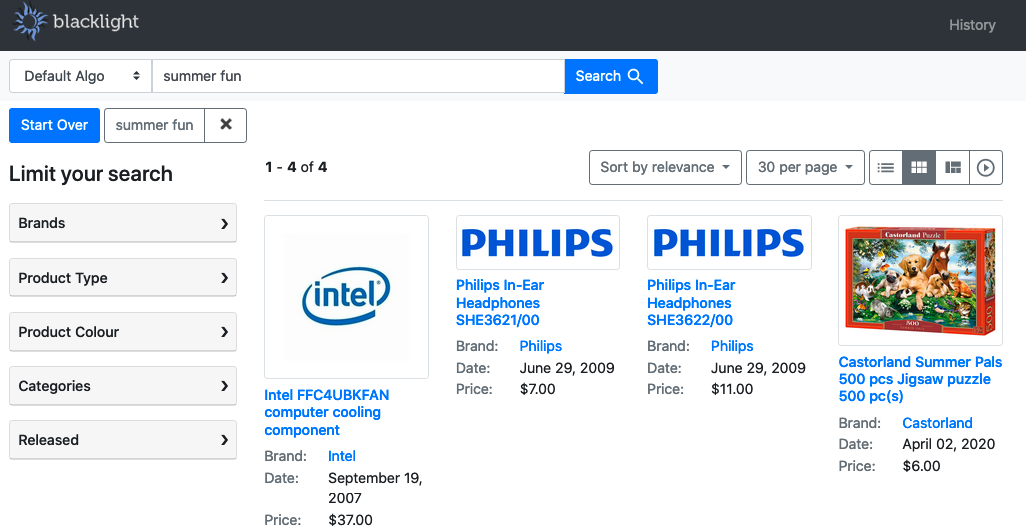 blacklight
History
Default Algo
summer fun
Search
Start Over
summer fun
Limit your search
Brands
Product Type
Product Colour
Categories
Released
1 - 4 of 4
Sort by relevance
30 per page
intel
Intel FFC4UBKFAN
computer cooling
component
Brand: Intel
Date: September 19,
2007
Price: $37.00
PHILIPS
Philips In-Ear
Headphones
SHE3621/00
Brand: Philips
Date: June 29, 2009
Price: $7.00
PHILIPS
Philips In-Ear
Headphones
SHE3622/00
Brand: Philips
Date: June 29, 2009
Price: $11.00
Castorland Puzzle
500
500
Castorland Summer Pals
500 pcs Jigsaw puzzle
500 pc(s)
Brand: Castorland
Date: April 02, 2020
Price: $6.00